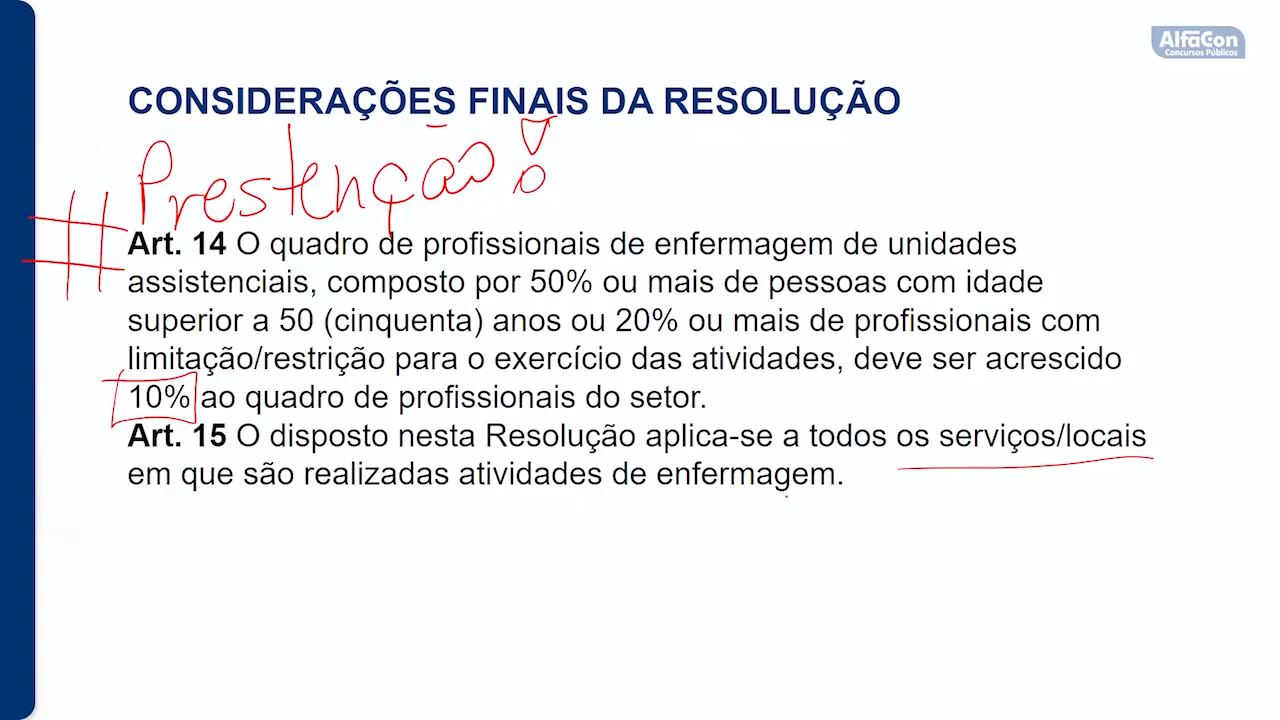 AlfaCon
Concursos Públicos
CONSIDERAÇÕES FINAIS DA RESOLUÇÃO
# Prestenção!
Art. 14 O quadro de profissionais de enfermagem de unidades
assistenciais, composto por 50% ou mais de pessoas com idade
superior a 50 (cinquenta) anos ou 20% ou mais de profissionais com
limitação/restrição para o exercício das atividades, deve ser acrescido
10% ao quadro de profissionais do setor.
Art. 15 O disposto nesta Resolução aplica-se a todos os serviços/locais
em que são realizadas atividades de enfermagem.